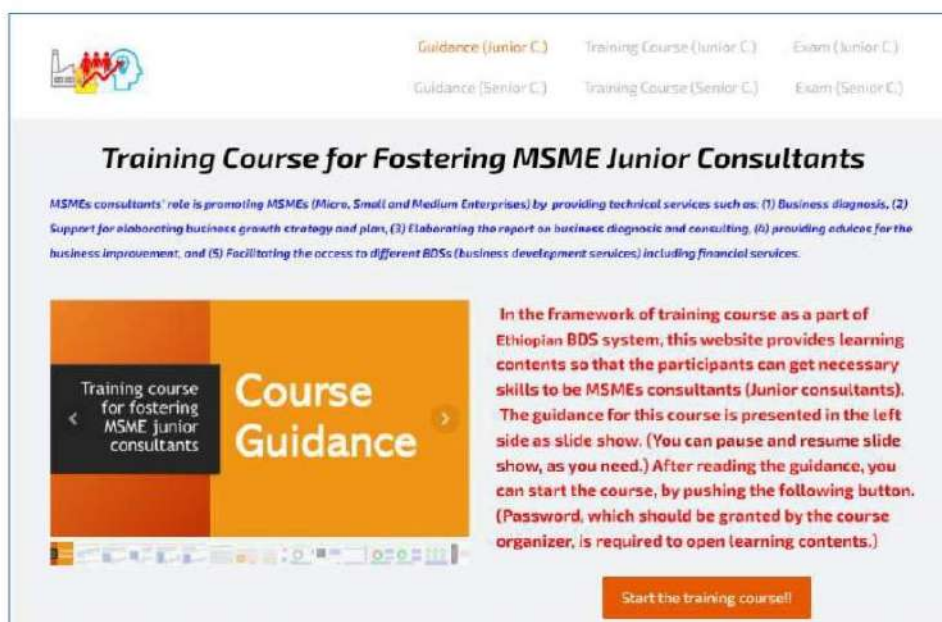 Guidance (Junior C.) Training Course (Junior C.) Exam (Junior C.)
Guidance (Senior C.) Training Course (Senior C.) Exam (Senior C.)
Training Course for Fostering MSME Junior Consultants
MSMEs consultants' role is promoting MSMEs (Micro, Small and Medium Enterprises) by providing technical services such as: (1) Business diagnosis, (2)
Support for elaborating business growth strategy and plan, (3) Elaborating the report on business diagnosis and consulting, (4) providing advices for the
business improvement, and (5) Facilitating the access to different BDSs (business development services) including financial services.
Training course
for fostering
MSME junior
consultants
Course
Guidance
In the framework of training course as a part of
Ethiopian BDS system, this website provides learning
contents so that the participants can get necessary
skills to be MSMEs consultants (Junior consultants).
The guidance for this course is presented in the left
side as slide show. (You can pause and resume slide
show, as you need.) After reading the guidance, you
can start the course, by pushing the following button.
(Password, which should be granted by the course
organizer, is required to open learning contents.)
Start the training course!!